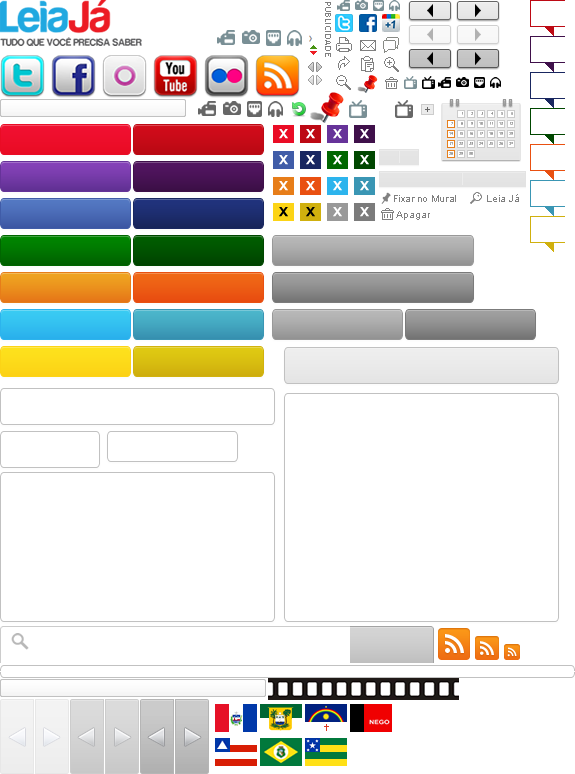 LeiaJá
TUDO QUE VOCÊ PRECISA SABER
PUBLICIDADE
+1
You
Tube
X X X X
X X X X
X X X X
X X X X
Fixar no Mural
Leia Já
Apagar
NEGO